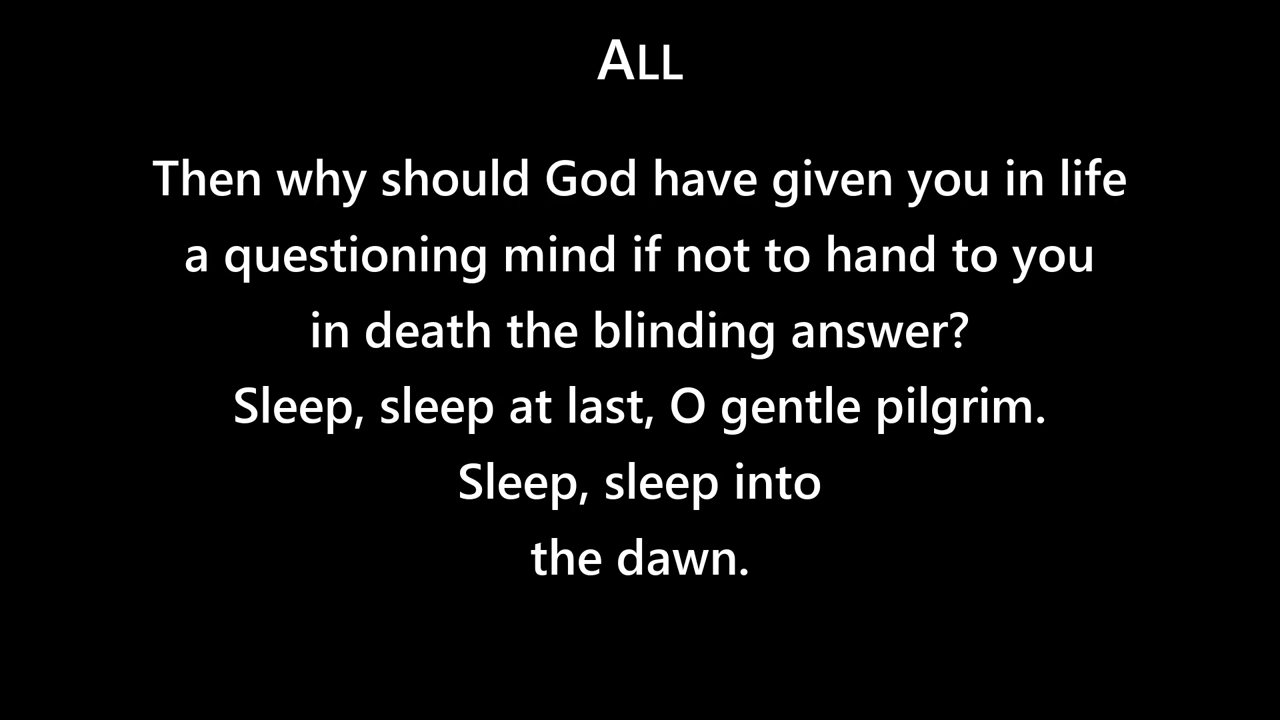 ALL
Then why should God have given you in life
a questioning mind if not to hand to you
in death the blinding answer?
Sleep, sleep at last, O gentle pilgrim.
Sleep, sleep into
the dawn.